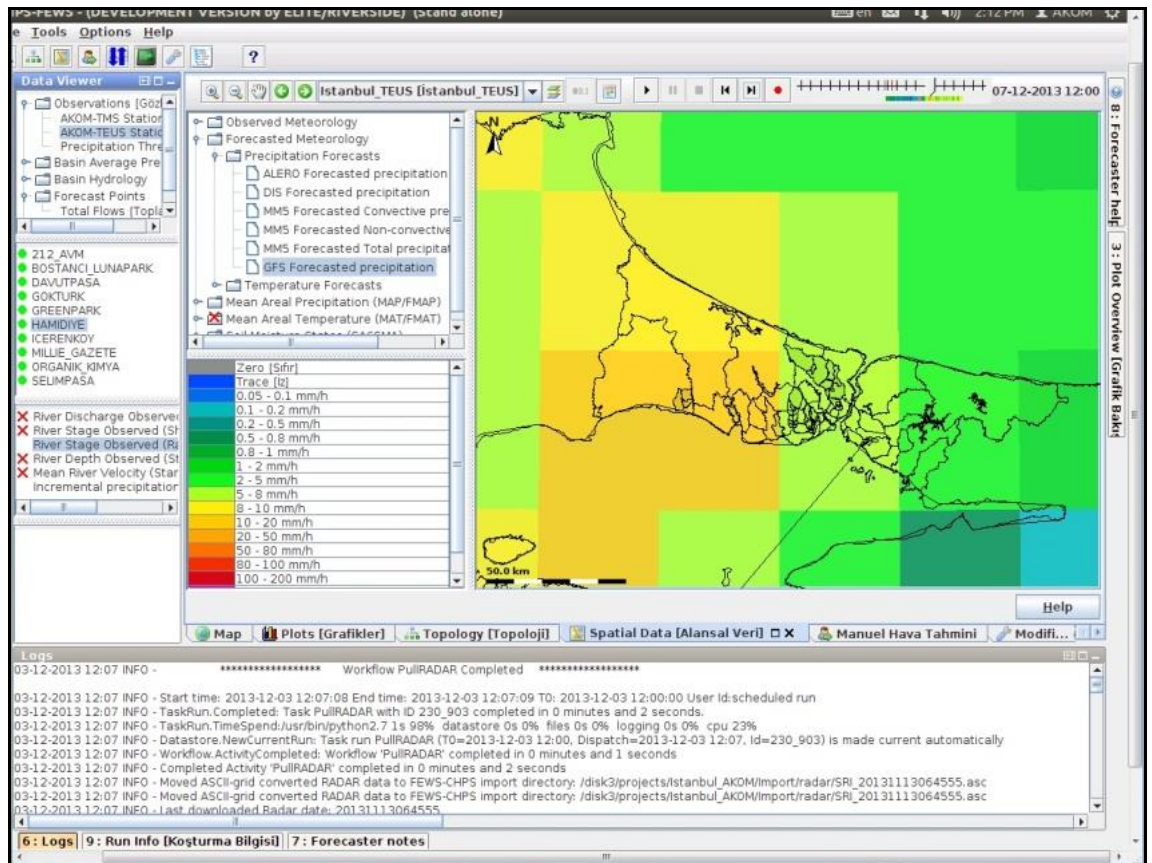 IPS-FEWS - (DEVELOPMENT VERSION by ELITE/RIVERSIDE) (Stand alone)
en
2:12 PM
AKOM
e Tools Options Help
?
Data Viewer
Observations [Göz
AKOM-TMS Station
AKOM-TEUS Static
Precipitation Thre
Basin Average Pre
Basin Hydrology
Forecast Points
Total Flows [Topla
212_AVM
BOSTANCI_LUNAPARK
DAVUTPAŞA
GOKTURK
GREENPARK
HAMIDIYE
ICERENKOY
MILLIE_GAZETE
ORGANIK_KIMYA
SELIMPAŞA
River Discharge Observe
River Stage Observed (Sh
River Stage Observed (Ra
River Depth Observed (St
Mean River Velocity (Star
Incremental precipitation
Istanbul_TEUS [istanbul_TEUS]
07-12-2013 12:00
Observed Meteorology
Forecasted Meteorology
Precipitation Forecasts
ALERO Forecasted precipitation
DIS Forecasted precipitation
MM5 Forecasted Convective pre
MM5 Forecasted Non-convective
MM5 Forecasted Total precipitat
GFS Forecasted precipitation
Temperature Forecasts
Mean Areal Precipitation (MAP/FMAP)
Mean Areal Temperature (MAT/FMAT)
Zero [Sıfır]
Trace [İz]
0.05 - 0.1 mm/h
0.1 - 0.2 mm/h
0.2 - 0.5 mm/h
0.5 - 0.8 mm/h
0.8 - 1 mm/h
1 - 2 mm/h
2 - 5 mm/h
5 - 8 mm/h
8 - 10 mm/h
10 - 20 mm/h
20 - 50 mm/h
50 - 80 mm/h
80 - 100 mm/h
100 - 200 mm/h
N
50.0 km
8 : Forecaster help
3 : Plot Overview [Grafik Bakış
Help
Map
Plots [Grafikler]
Topology [Topoloji]
Spatial Data [Alansal Veri]
Manuel Hava Tahmini
Modifi...
Logs
03-12-2013 12:07 INFO - ****************** Workflow PullRADAR Completed ******************
03-12-2013 12:07 INFO - Start time: 2013-12-03 12:07:08 End time: 2013-12-03 12:07:09 T0: 2013-12-03 12:00:00 User Id:scheduled run
03-12-2013 12:07 INFO - TaskRun.Completed: Task PullRADAR with ID 230_903 completed in 0 minutes and 2 seconds.
03-12-2013 12:07 INFO - TaskRun.TimeSpend:/usr/bin/python2.7 1s 98% datastore 0s 0% files 0s 0% logging 0s 0% cpu 23%
03-12-2013 12:07 INFO - Datastore.NewCurrentRun: Task run PullRADAR (T0=2013-12-03 12:00, Dispatch=2013-12-03 12:07, Id=230_903) is made current automatically
03-12-2013 12:07 INFO - Workflow.ActivityCompleted: Workflow 'PullRADAR' completed in 0 minutes and 1 seconds
03-12-2013 12:07 INFO - Completed Activity 'PullRADAR' completed in 0 minutes and 2 seconds
03-12-2013 12:07 INFO - Moved ASCII-grid converted RADAR data to FEWS-CHPS import directory: /disk3/projects/Istanbul_AKOM/Import/radar/SRI_20131113064555.asc
03-12-2013 12:07 INFO - Moved ASCII-grid converted RADAR data to FEWS-CHPS import directory: /disk3/projects/Istanbul_AKOM/Import/radar/SRI_20131113064555.asc
03-12-2013 12:07 INFO - Last downloaded Radar date: 20131113064555
6 : Logs
9 : Run Info [Koşturma Bilgisi]
7 : Forecaster notes